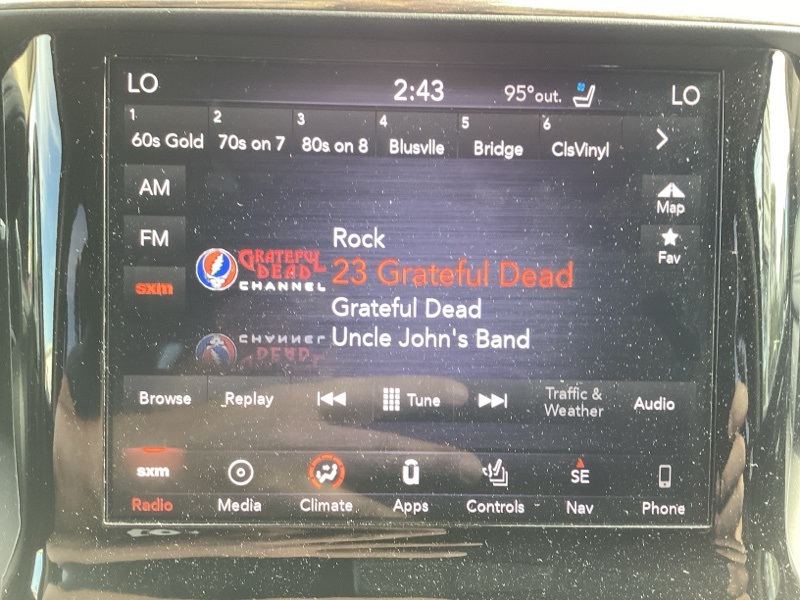 LO 2:43 95°out. LO
1 2 3 4 5 6
60s Gold 70s on 7 80s on 8 Blusvlle Bridge ClsVinyl
AM
Map
FM
Fav
sxm
GRATEFUL
DEAD
CHANNEL
Rock
23 Grateful Dead
Grateful Dead
Uncle John's Band
Browse Replay Tune Traffic & Weather Audio
sxm SE
Radio Media Climate Apps Controls Nav Phone